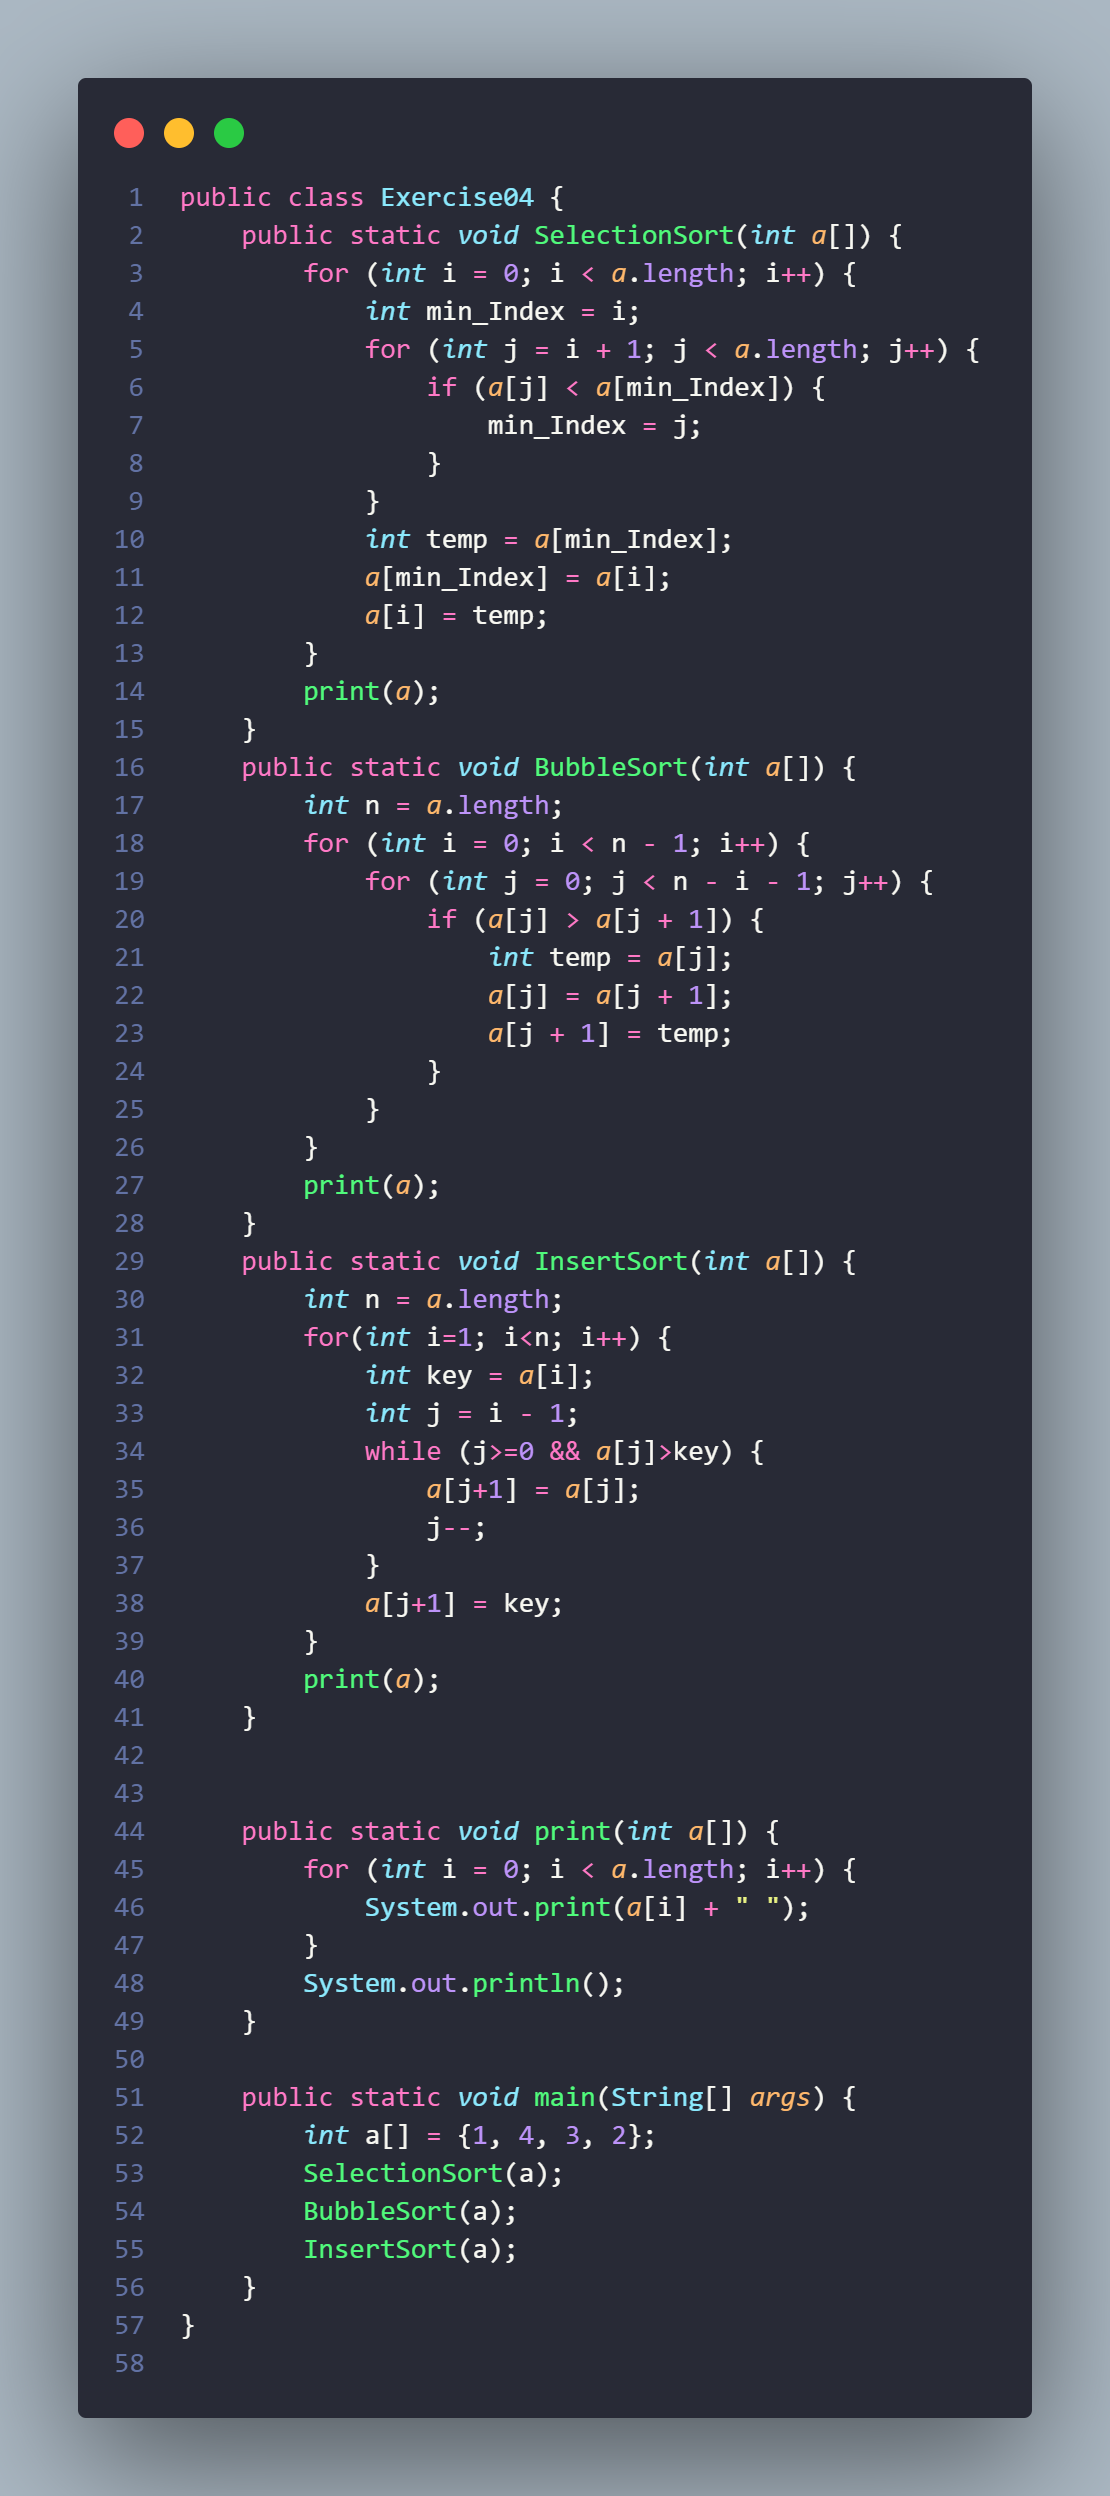 1 public class Exercise04 {
2     public static void SelectionSort(int a[]) {
3         for (int i = 0; i < a.length; i++) {
4             int min_Index = i;
5             for (int j = i + 1; j < a.length; j++) {
6                 if (a[j] < a[min_Index]) {
7                     min_Index = j;
8                 }
9             }
10             int temp = a[min_Index];
11             a[min_Index] = a[i];
12             a[i] = temp;
13         }
14         print(a);
15     }
16     public static void BubbleSort(int a[]) {
17         int n = a.length;
18         for (int i = 0; i < n - 1; i++) {
19             for (int j = 0; j < n - i - 1; j++) {
20                 if (a[j] > a[j + 1]) {
21                     int temp = a[j];
22                     a[j] = a[j + 1];
23                     a[j + 1] = temp;
24                 }
25             }
26         }
27         print(a);
28     }
29     public static void InsertSort(int a[]) {
30         int n = a.length;
31         for(int i=1; i<n; i++) {
32             int key = a[i];
33             int j = i - 1;
34             while (j>=0 && a[j]>key) {
35                 a[j+1] = a[j];
36                 j--;
37             }
38             a[j+1] = key;
39         }
40         print(a);
41     }
42
43
44     public static void print(int a[]) {
45         for (int i = 0; i < a.length; i++) {
46             System.out.print(a[i] + " ");
47         }
48         System.out.println();
49     }
50
51     public static void main(String[] args) {
52         int a[] = {1, 4, 3, 2};
53         SelectionSort(a);
54         BubbleSort(a);
55         InsertSort(a);
56     }
57 }
58